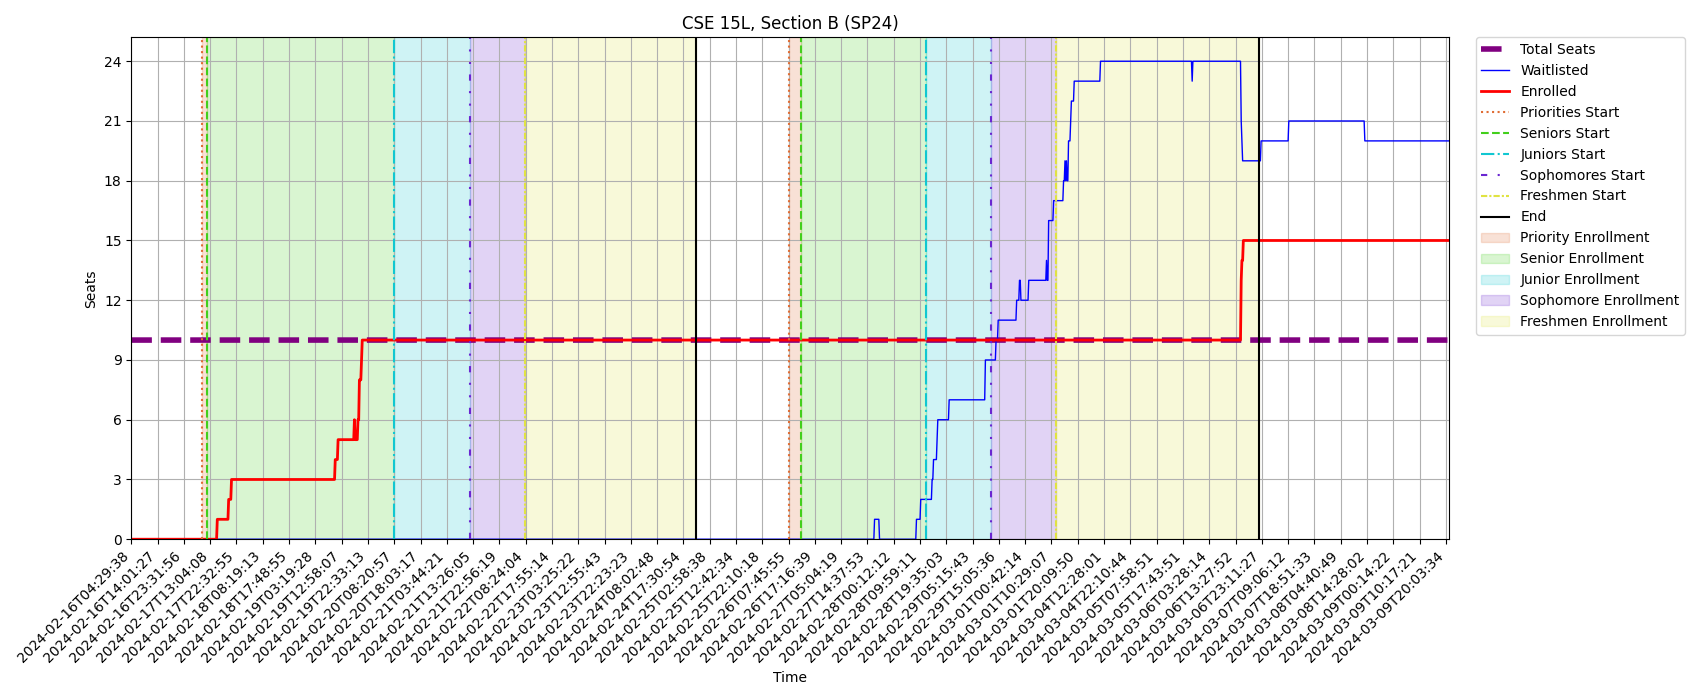 CSE 15L, Section B (SP24)
Seats
24
21
18
15
12
9
6
3
0
2024-02-16T04:29:38
2024-02-16T14:01:27
2024-02-16T23:31:56
2024-02-17T13:04:08
2024-02-17T22:32:55
2024-02-18T08:19:13
2024-02-18T17:48:55
2024-02-19T03:19:28
2024-02-19T12:58:07
2024-02-19T22:33:13
2024-02-20T08:20:57
2024-02-20T18:03:17
2024-02-21T03:44:21
2024-02-21T13:26:05
2024-02-21T22:56:19
2024-02-22T08:24:04
2024-02-22T17:55:14
2024-02-23T03:25:22
2024-02-23T12:55:43
2024-02-23T22:23:23
2024-02-24T08:02:48
2024-02-24T17:30:54
2024-02-25T02:58:38
2024-02-25T12:42:34
2024-02-25T22:10:18
2024-02-26T07:45:55
2024-02-26T17:16:39
2024-02-27T05:04:19
2024-02-27T14:37:53
2024-02-28T00:12:12
2024-02-28T09:59:11
2024-02-28T19:35:03
2024-02-29T05:15:43
2024-02-29T15:05:36
2024-03-01T00:42:14
2024-03-01T10:29:07
2024-03-01T20:09:50
2024-03-04T12:28:01
2024-03-04T22:10:44
2024-03-05T07:58:51
2024-03-05T17:43:51
2024-03-06T03:28:14
2024-03-06T13:27:52
2024-03-06T23:11:27
2024-03-07T09:06:12
2024-03-07T18:51:33
2024-03-08T04:40:49
2024-03-08T14:28:02
2024-03-09T00:14:22
2024-03-09T10:17:21
2024-03-09T20:03:34
Time
Total Seats
Waitlisted
Enrolled
Priorities Start
Seniors Start
Juniors Start
Sophomores Start
Freshmen Start
End
Priority Enrollment
Senior Enrollment
Junior Enrollment
Sophomore Enrollment
Freshmen Enrollment